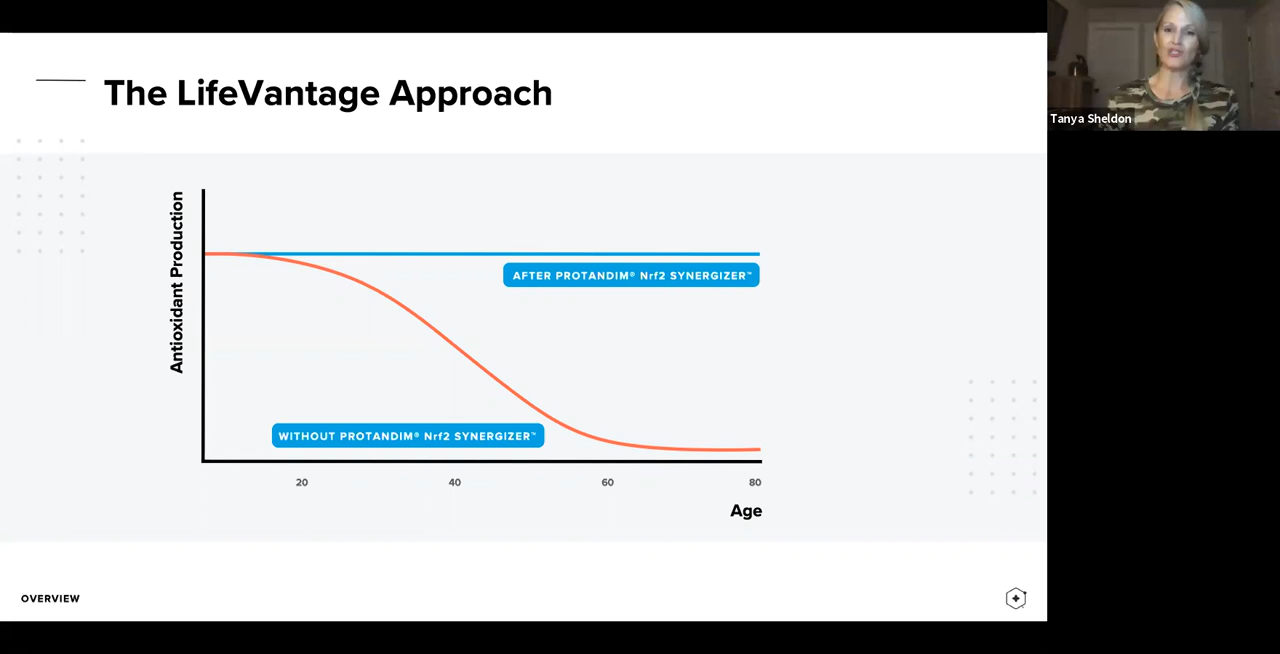 The LifeVantage Approach
Tanya Sheldon
Antioxidant Production
AFTER PROTANDIM® Nrf2 SYNERGIZER™
WITHOUT PROTANDIM® Nrf2 SYNERGIZER™
20 40 60 80
Age
OVERVIEW